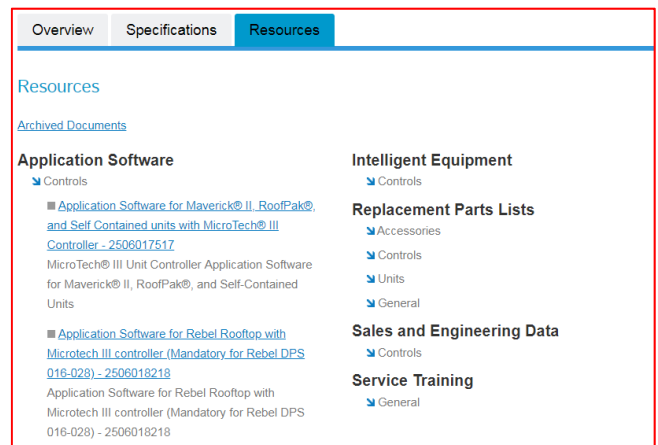 Overview Specifications Resources
Resources
Archived Documents
Application Software
Controls
Application Software for Maverick® II, RoofPak®,
and Self Contained units with MicroTech® III
Controller - 2506017517
MicroTech® III Unit Controller Application Software
for Maverick® II, RoofPak®, and Self-Contained
Units
Application Software for Rebel Rooftop with
Microtech III controller (Mandatory for Rebel DPS
016-028) - 2506018218
Application Software for Rebel Rooftop with
Microtech III controller (Mandatory for Rebel DPS
016-028) - 2506018218
Intelligent Equipment
Controls
Replacement Parts Lists
Accessories
Controls
Units
General
Sales and Engineering Data
Controls
Service Training
General